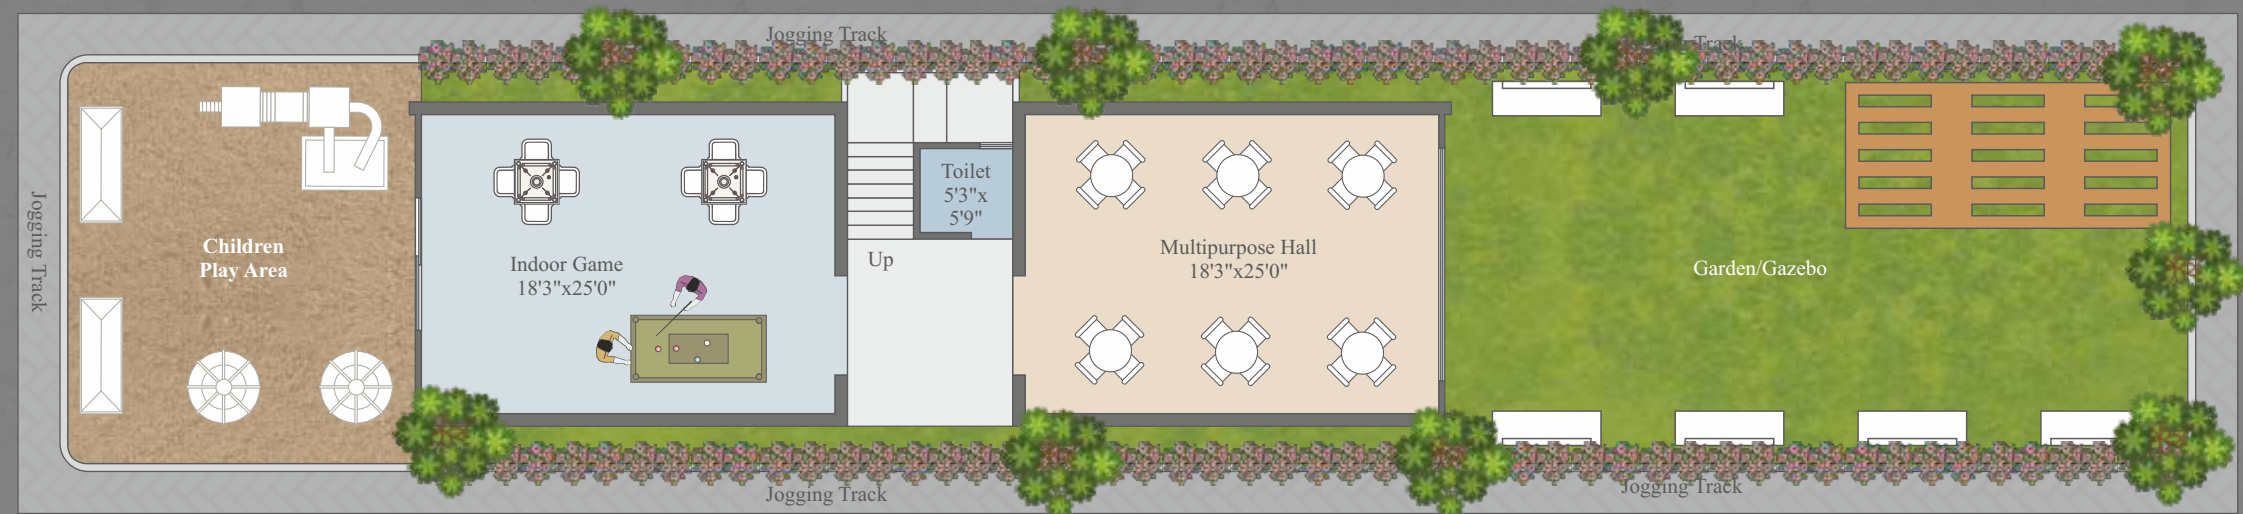 Jogging Track
Jogging Track
Jogging Track
Children
Play Area
Indoor Game
18'3"x25'0"
Toilet
5'3"x
5'9"
Up
Multipurpose Hall
18'3"x25'0"
Garden/Gazebo
Jogging Track
Jogging Track